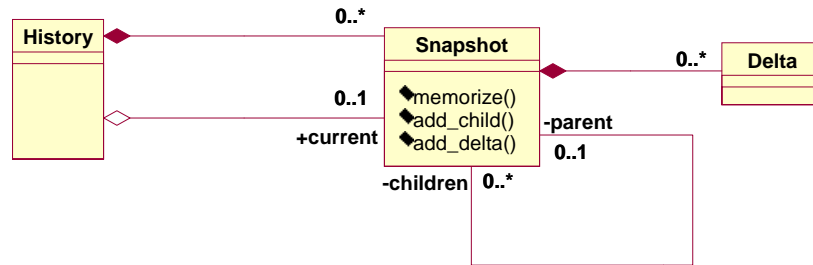 History
0..*
Snapshot
0..*
Delta
memorize()
add_child()
add_delta()
0..1
+current
-parent
0..1
-children
0..*